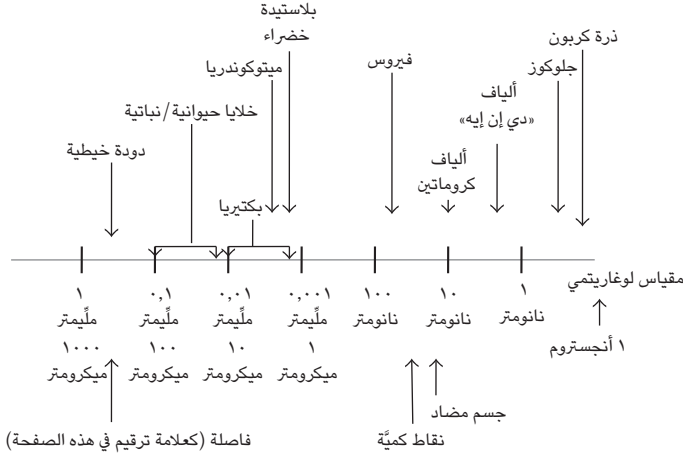 بلاستيدة
خضراء
ذرة كربون
ميتوكوندريا
فيروس
جلوكوز
ألياف
«دي إن إيه»
خلايا حيوانية/نباتية
دودة خيطية
ألياف
كروماتين
بكتيريا
مقياس لوغاريتمي
١
ملِّيمتر
١٠٠٠
ميكرومتر
٠٫١
ملِّيمتر
١٠٠
ميكرومتر
٠٫٠١
ملِّيمتر
١٠
ميكرومتر
٠٫٠٠١
ملِّيمتر
١
ميكرومتر
١٠٠
نانومتر
١٠
نانومتر
١
نانومتر
١ أنجستروم
جسم مضاد
نقاط كميَّة
فاصلة (كعلامة ترقيم في هذه الصفحة)